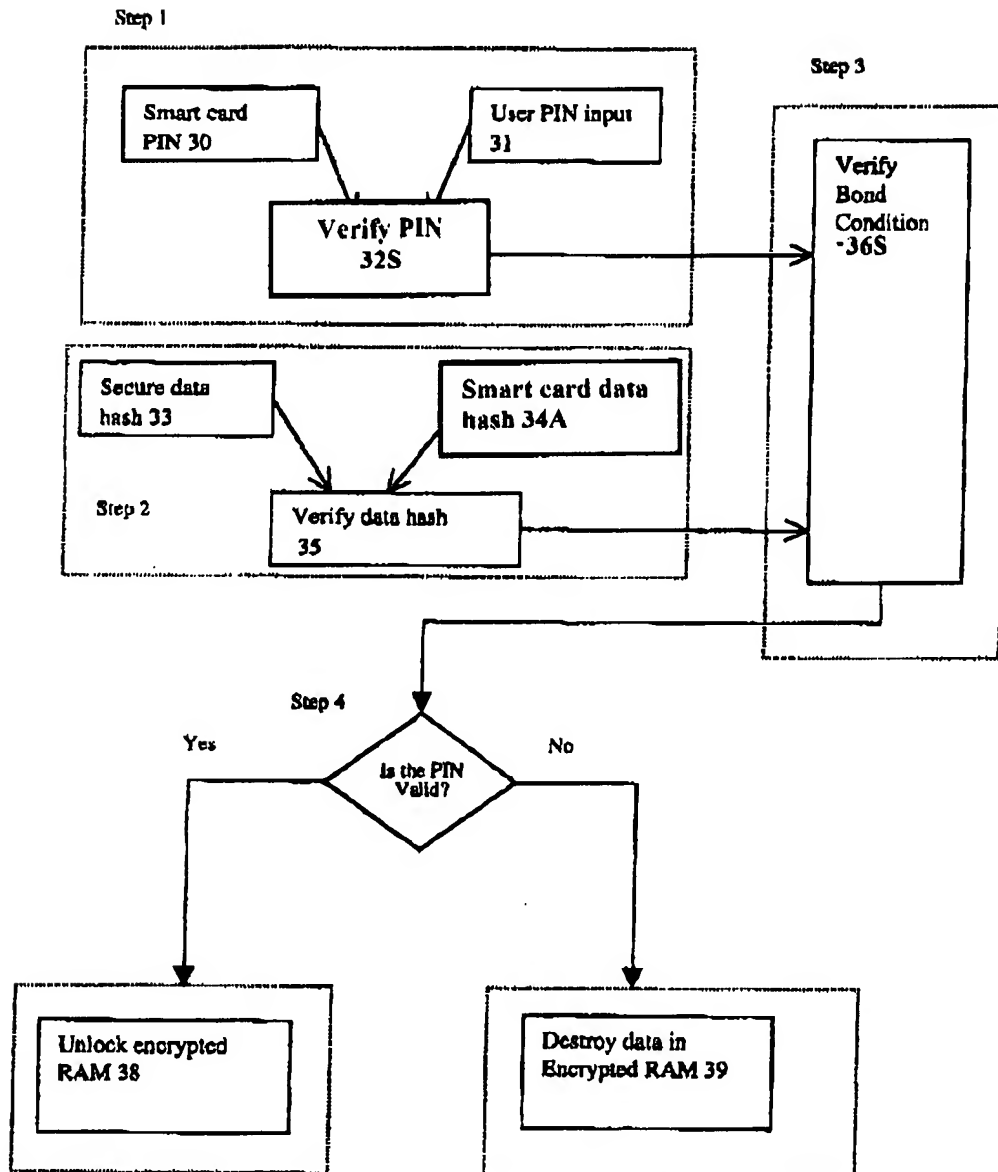 Step 1
Step 3
Smart card
PIN 30
User PIN input
31
Verify PIN
32S
Verify
Bond
Condition
-36S
Secure data
hash 33
Smart card data
hash 34A
Step 2
Verify data hash
35
Step 4
Yes
No
Is the PIN
Valid?
Unlock encrypted
RAM 38
Destroy data in
Encrypted RAM 39